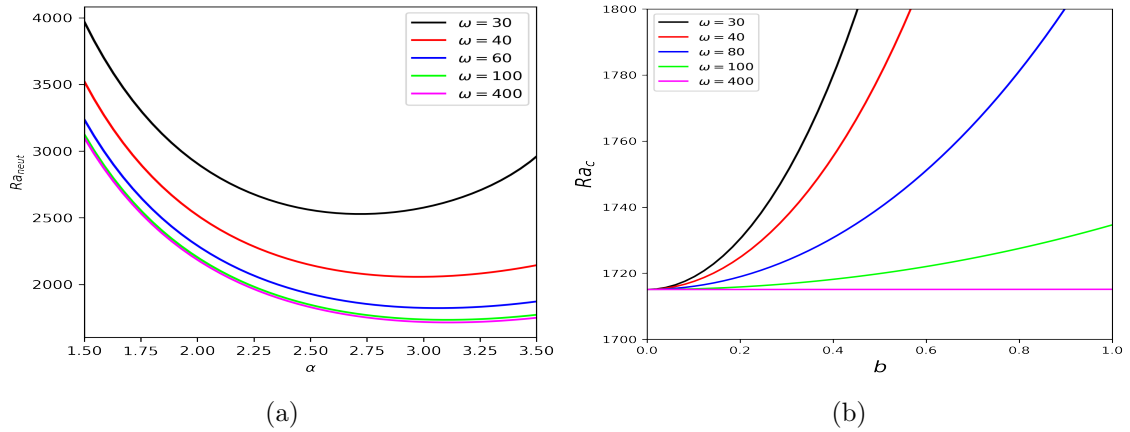 4000
3500
3000
2500
2000
Ra_neut
1.50 1.75 2.00 2.25 2.50 2.75 3.00 3.25 3.50
α
ω = 30
ω = 40
ω = 60
ω = 100
ω = 400
(a)
1800
1780
1760
1740
1720
1700
Ra_c
0.0 0.2 0.4 0.6 0.8 1.0
b
ω = 30
ω = 40
ω = 80
ω = 100
ω = 400
(b)